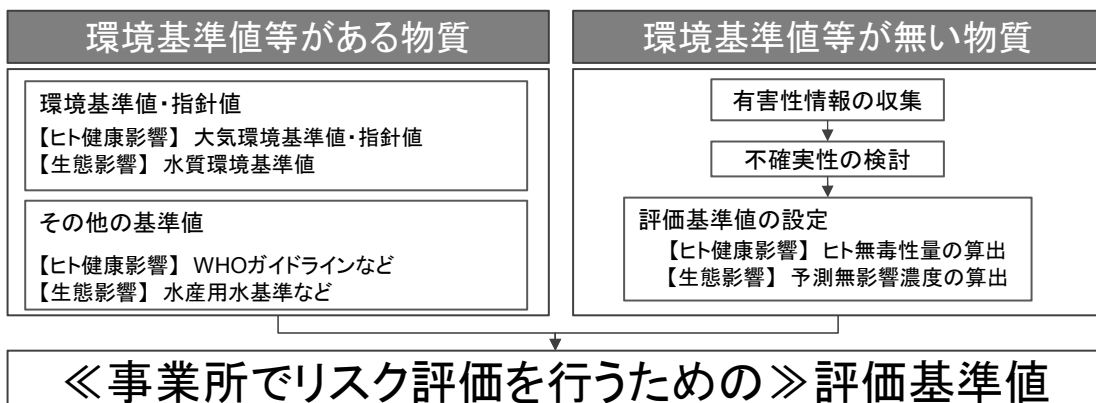 環境基準値等がある物質
環境基準値・指針値
【ヒト健康影響】 大気環境基準値・指針値
【生態影響】 水質環境基準値
その他の基準値
【ヒト健康影響】 WHOガイドラインなど
【生態影響】 水産用水基準など
環境基準値等が無い物質
有害性情報の収集
不確実性の検討
評価基準値の設定
【ヒト健康影響】 ヒト無毒性量の算出
【生態影響】 予測無影響濃度の算出
≪事業所でリスク評価を行うための≫評価基準値